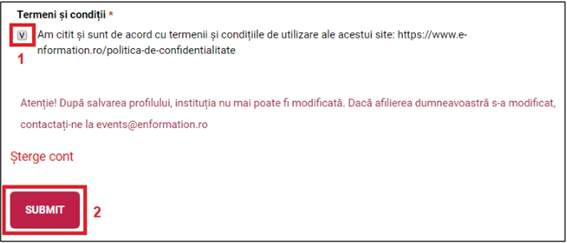 Termeni și condiții *
v Am citit și sunt de acord cu termenii și condițiile de utilizare ale acestui site: https://www.e-
1 nformation.ro/politica-de-confidentialitate
Atenție! După salvarea profilului, instituția nu mai poate fi modificată. Dacă afilierea dumneavoastră s-a modificat,
contactați-ne la events@enformation.ro
Șterge cont
SUBMIT 2